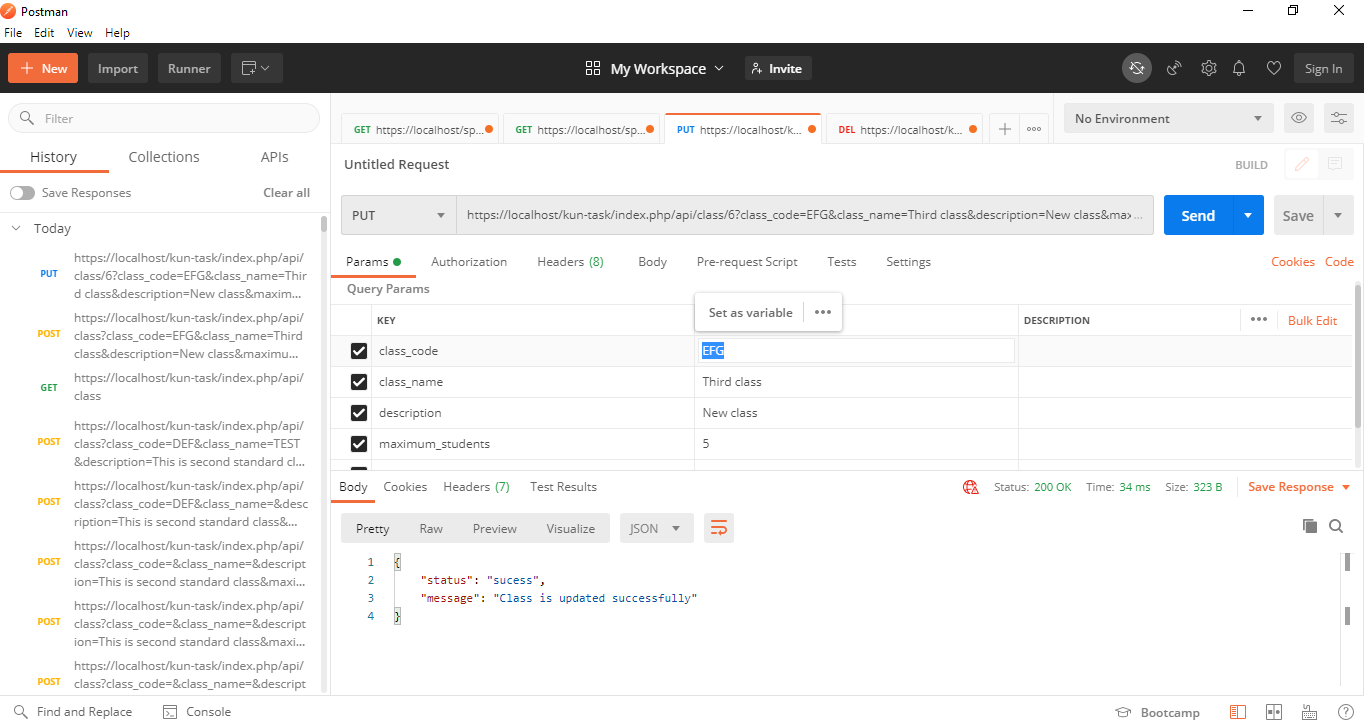 Postman
File Edit View Help
New Import Runner My Workspace Invite Sign In
Filter
History Collections APIs
Save Responses Clear all
Today
PUT https://localhost/kun-task/index.php/api/
class/6?class_code=EFG&class_name=Thir
d class&description=New class&maxim...
POST https://localhost/kun-task/index.php/api/
class?class_code=EFG&class_name=Third
class&description=New class&maximu...
GET https://localhost/kun-task/index.php/api/
class
POST https://localhost/kun-task/index.php/api/
class?class_code=DEF&class_name=TEST
&description=This is second standard cl...
POST https://localhost/kun-task/index.php/api/
class?class_code=DEF&class_name=&desc
ription=This is second standard class&...
POST https://localhost/kun-task/index.php/api/
class?class_code=&class_name=&descript
ion=This is second standard class&maxi...
POST https://localhost/kun-task/index.php/api/
class?class_code=&class_name=&descript
ion=This is second standard class&maxi...
POST https://localhost/kun-task/index.php/api/
class?class_code=&class_name=&descript
GET https://localhost/sp... GET https://localhost/sp... PUT https://localhost/k... DEL https://localhost/k...
No Environment
Untitled Request BUILD
PUT https://localhost/kun-task/index.php/api/class/6?class_code=EFG&class_name=Third class&description=New class&max... Send Save
Params Authorization Headers (8) Body Pre-request Script Tests Settings Cookies Code
Query Params
Set as variable
KEY DESCRIPTION Bulk Edit
class_code EFG
class_name Third class
description New class
maximum_students 5
Body Cookies Headers (7) Test Results Status: 200 OK Time: 34 ms Size: 323 B Save Response
Pretty Raw Preview Visualize JSON
1 {
2 "status": "sucess",
3 "message": "Class is updated successfully"
4 }
Find and Replace Console Bootcamp